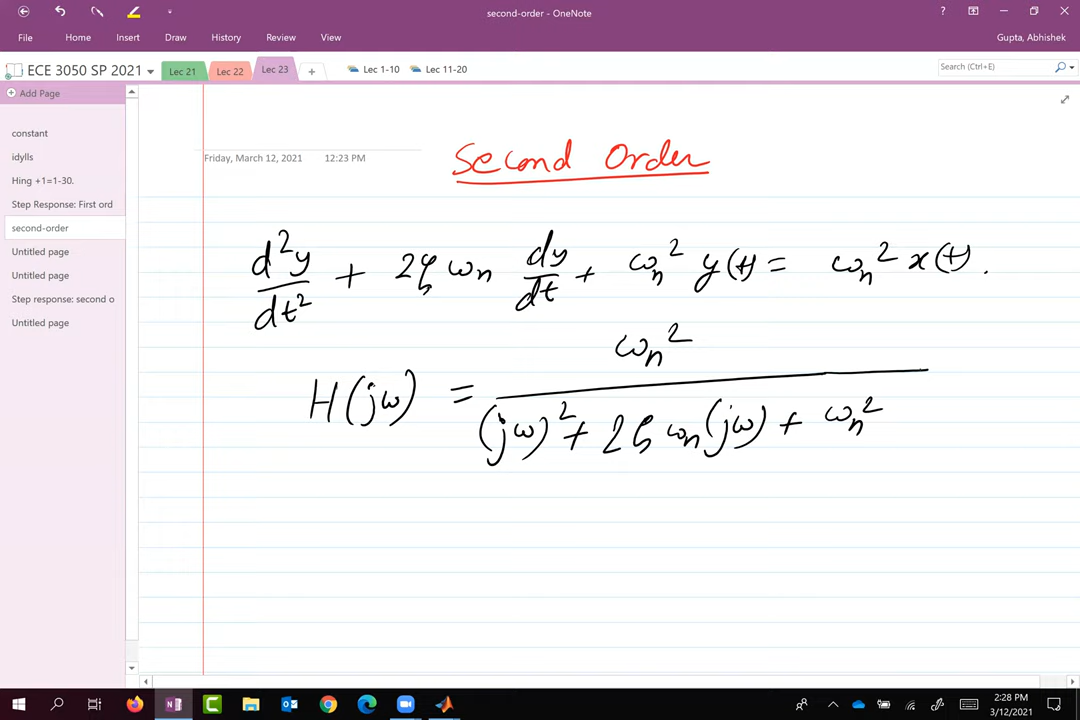 second-order - OneNote
?
File Home Insert Draw History Review View
Gupta, Abhishek
ECE 3050 SP 2021
Lec 21
Lec 22
Lec 23
+
Lec 1-10
Lec 11-20
Search (Ctrl+E)
Add Page
constant
idylls
Hing +1=1-30.
Step Response: First ord
second-order
Untitled page
Untitled page
Step response: second o
Untitled page
Friday, March 12, 2021 12:23 PM
Second Order
d²y/dt² + 2ζωn dy/dt + ωn² y(t) = ωn² x(t).
H(jω) = ωn² / ((jω)² + 2ζωn(jω) + ωn²)
2:28 PM
3/12/2021